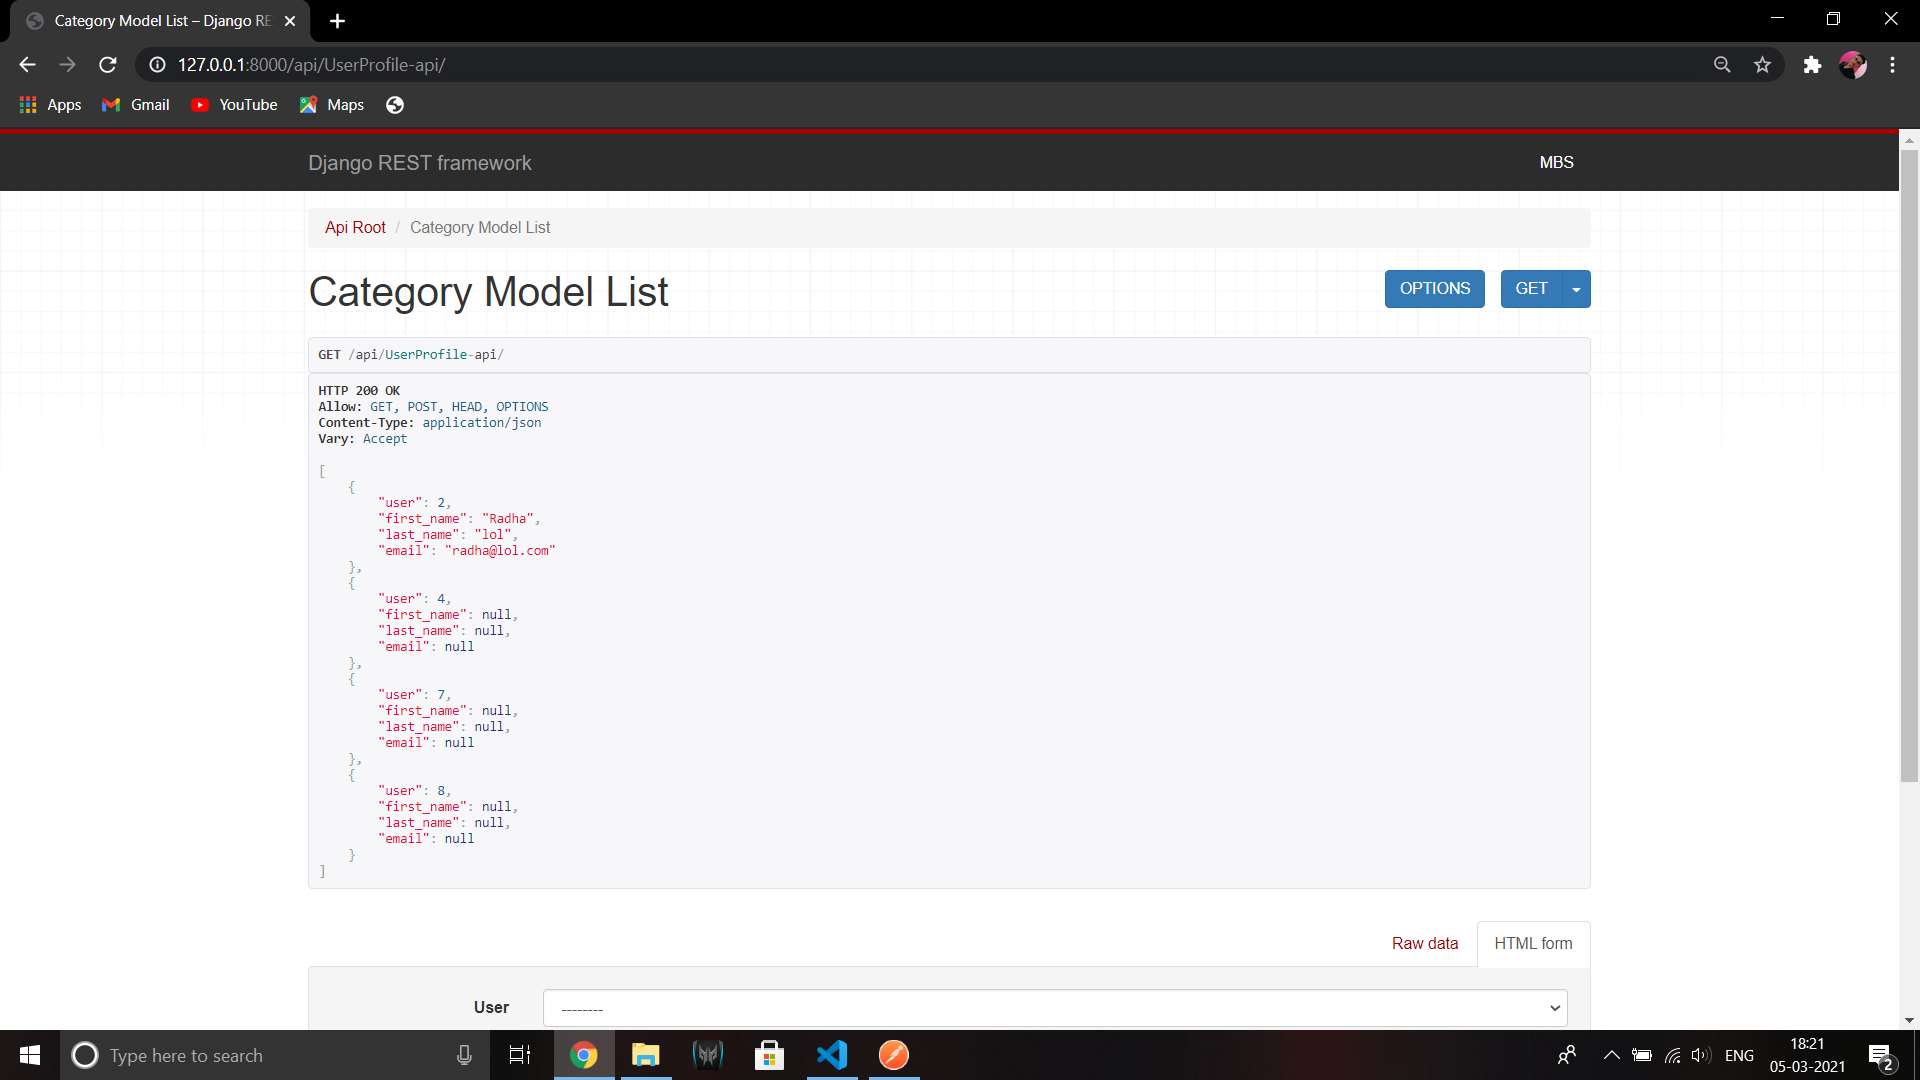 Category Model List – Django RE
127.0.0.1:8000/api/UserProfile-api/
Apps Gmail YouTube Maps
Django REST framework MBS
Api Root / Category Model List
Category Model List OPTIONS GET
GET /api/UserProfile-api/
HTTP 200 OK
Allow: GET, POST, HEAD, OPTIONS
Content-Type: application/json
Vary: Accept
[
{
"user": 2,
"first_name": "Radha",
"last_name": "lol",
"email": "radha@lol.com"
},
{
"user": 4,
"first_name": null,
"last_name": null,
"email": null
},
{
"user": 7,
"first_name": null,
"last_name": null,
"email": null
},
{
"user": 8,
"first_name": null,
"last_name": null,
"email": null
}
]
Raw data HTML form
User ---------
Type here to search ENG 18:21
05-03-2021 2